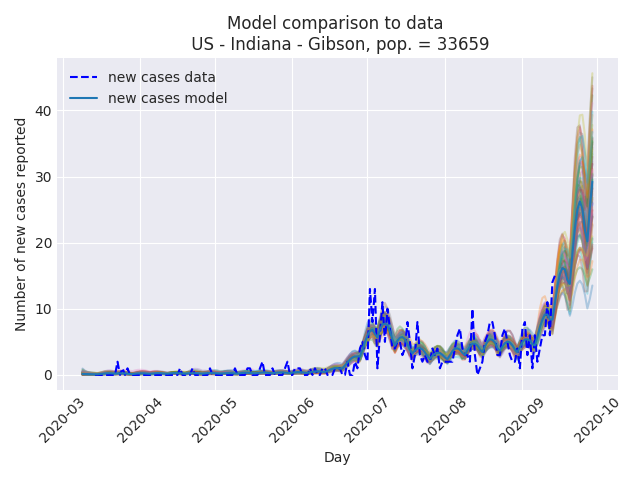 Model comparison to data
US - Indiana - Gibson, pop. = 33659
new cases data
new cases model
Number of new cases reported
40
30
20
10
0
2020-03
2020-04
2020-05
2020-06
2020-07
2020-08
2020-09
2020-10
Day